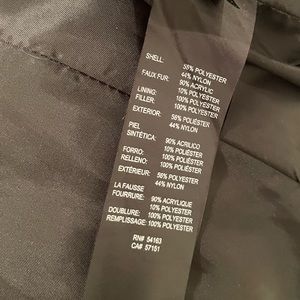 SHELL: 56% POLYESTER
44% NYLON
FAUX FUR: 90% ACRYLIC
10% POLYESTER
LINING: 100% POLYESTER
FILLER: 100% POLYESTER
EXTERIOR: 56% POLIÉSTER
44% NYLON
PIEL
SINTÉTICA: 90% ACRILICO
10% POLIÉSTER
FORRO: 100% POLIÉSTER
RELLENO: 100% POLIÉSTER
EXTÉRIEUR: 56% POLYESTER
44% NYLON
LA FAUSSE
FOURRURE: 90% ACRYLIQUE
10% POLYESTER
DOUBLURE: 100% POLYESTER
REMPLISSAGE: 100% POLYESTER
RN# 54163
CA# 57151